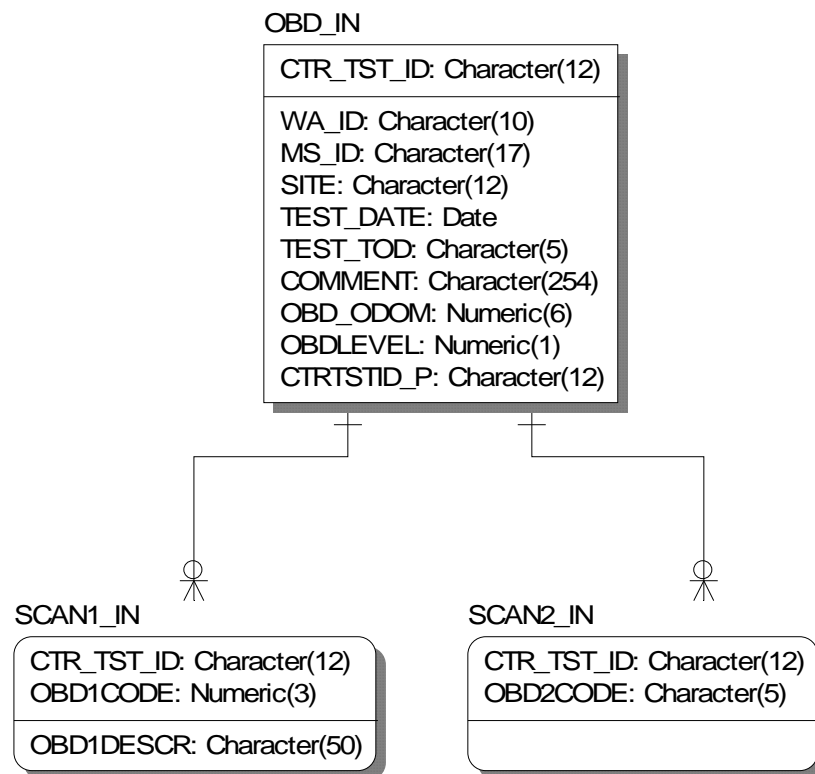 OBD_IN
CTR_TST_ID: Character(12)
WA_ID: Character(10)
MS_ID: Character(17)
SITE: Character(12)
TEST_DATE: Date
TEST_TOD: Character(5)
COMMENT: Character(254)
OBD_ODOM: Numeric(6)
OBDLEVEL: Numeric(1)
CTRTSTID_P: Character(12)
SCAN1_IN
CTR_TST_ID: Character(12)
OBD1CODE: Numeric(3)
OBD1DESCR: Character(50)
SCAN2_IN
CTR_TST_ID: Character(12)
OBD2CODE: Character(5)